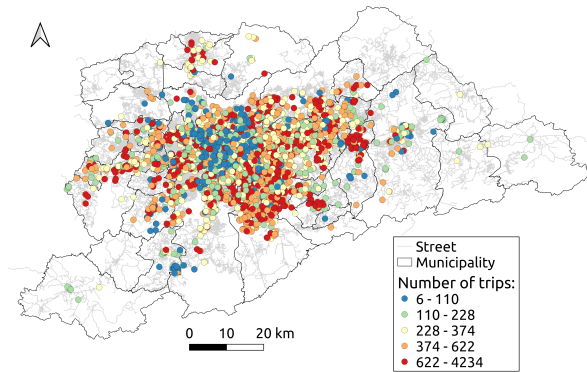 Street
Municipality
Number of trips:
6 - 110
110 - 228
228 - 374
374 - 622
622 - 4234
0 10 20 km